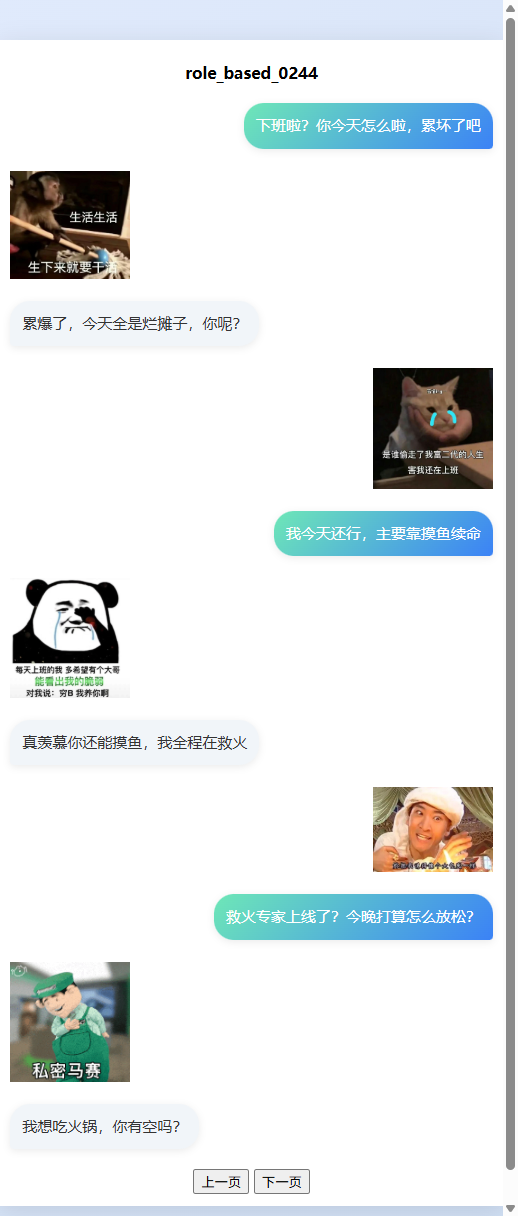 role_based_0244
下班啦？你今天怎么啦，累坏了吧
生活生活
生下来就要干活
累爆了，今天全是烂摊子，你呢？
是谁偷走了我富二代的人生
害我还在上班
我今天还行，主要靠摸鱼续命
每天上班的我 多希望有个大哥
能看出我的脆弱
对我说：穷B 我养你啊
真羡慕你还能摸鱼，我全程在救火
救火专家上线了？今晚打算怎么放松？
私密马赛
我想吃火锅，你有空吗？
上一页 下一页